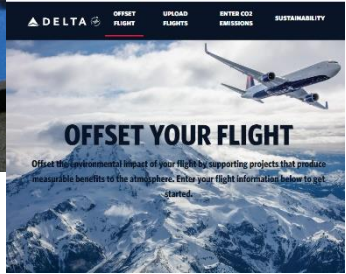 DELTA
OFFSET FLIGHT
UPLOAD FLIGHTS
ENTER CO2 EMISSIONS
SUSTAINABILITY
OFFSET YOUR FLIGHT
Offset the environmental impact of your flight by supporting projects that produce
measurable benefits to the atmosphere. Enter your flight information below to get
started.